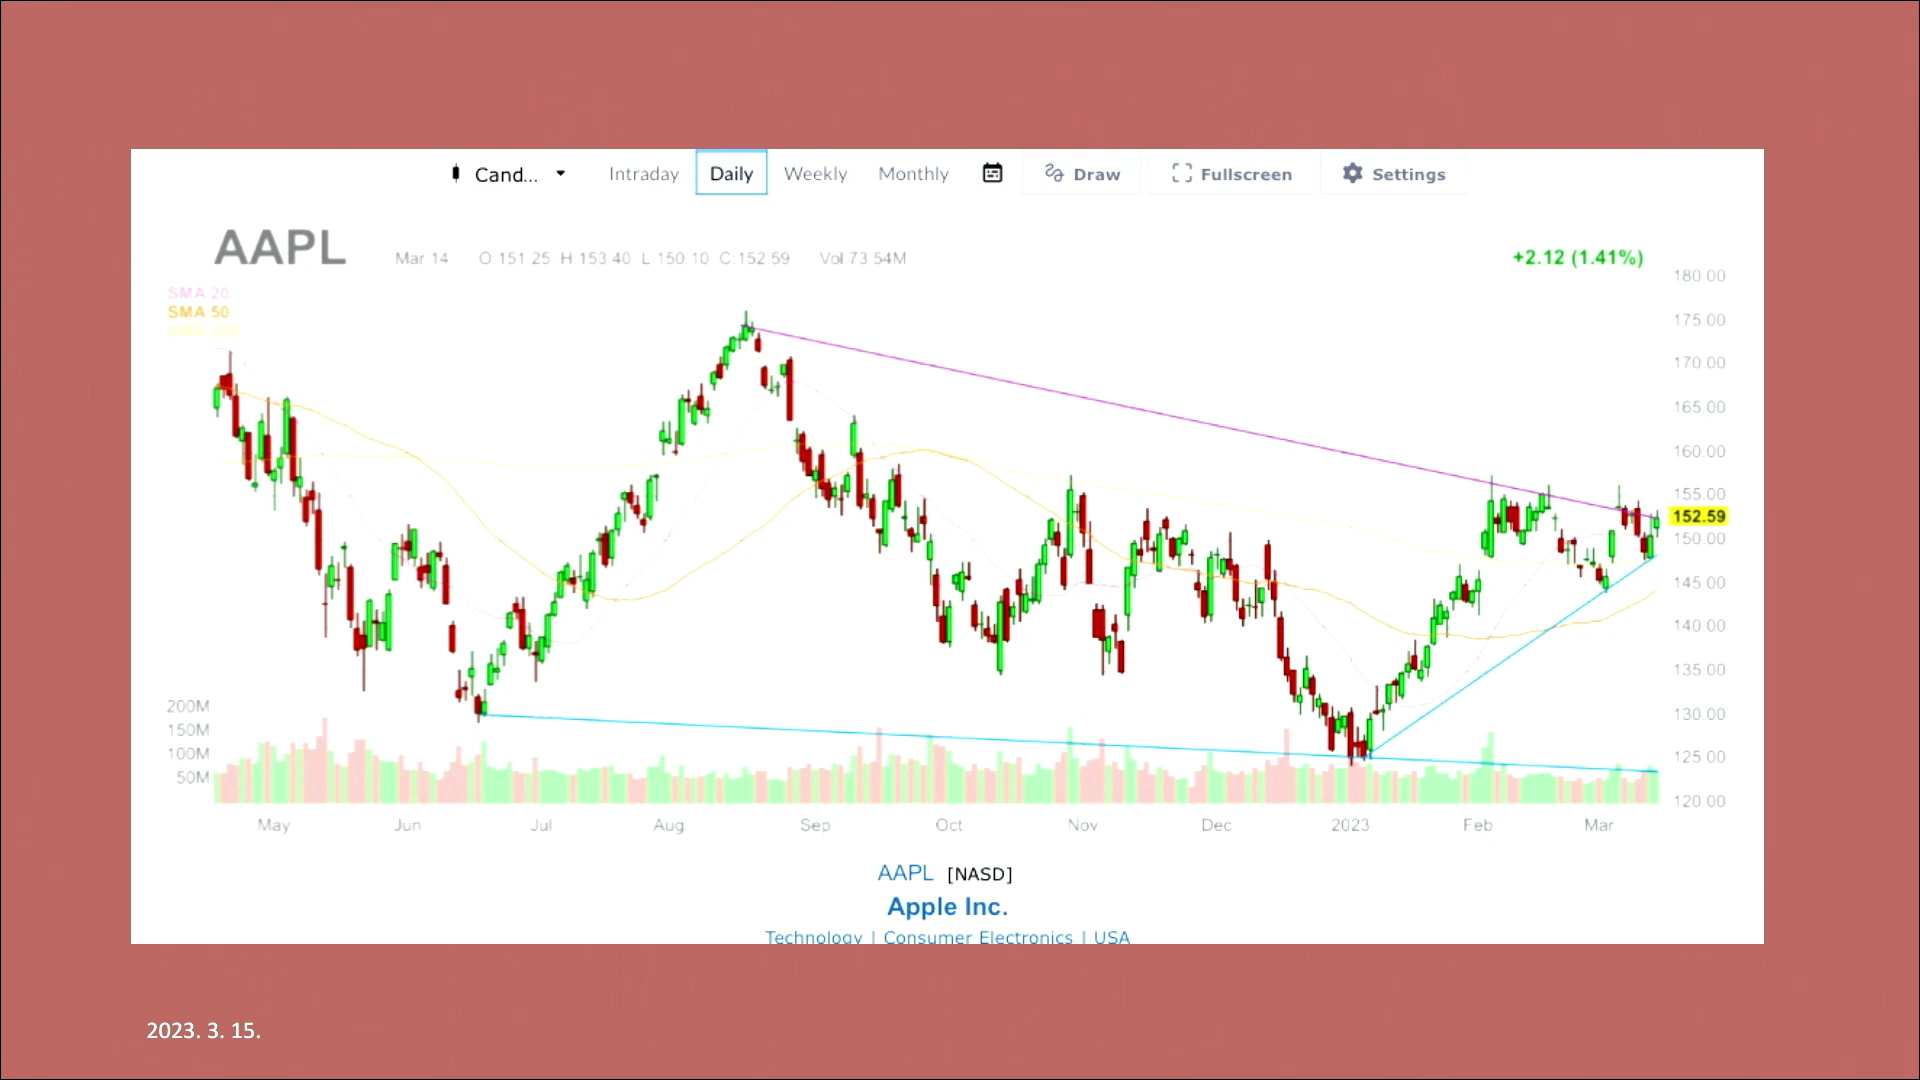 Cand... Intraday Daily Weekly Monthly Draw Fullscreen Settings
AAPL Mar 14 O 151 25 H 153 40 L 150 10 C:152 59 Vol 73 54M +2.12 (1.41%)
SMA 20
SMA 50
180 00
175 00
170 00
165 00
160 00
155 00
152.59
150 00
145 00
140 00
135 00
130 00
125 00
120 00
200M
150M
100M
50M
May Jun Jul Aug Sep Oct Nov Dec 2023 Feb Mar
AAPL [NASD]
Apple Inc.
Technology | Consumer Electronics | USA
2023. 3. 15.